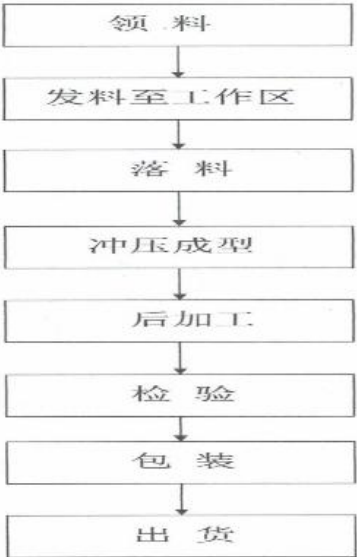 领 料
发料至工作区
落 料
冲压成型
后加工
检 验
包 装
出 货